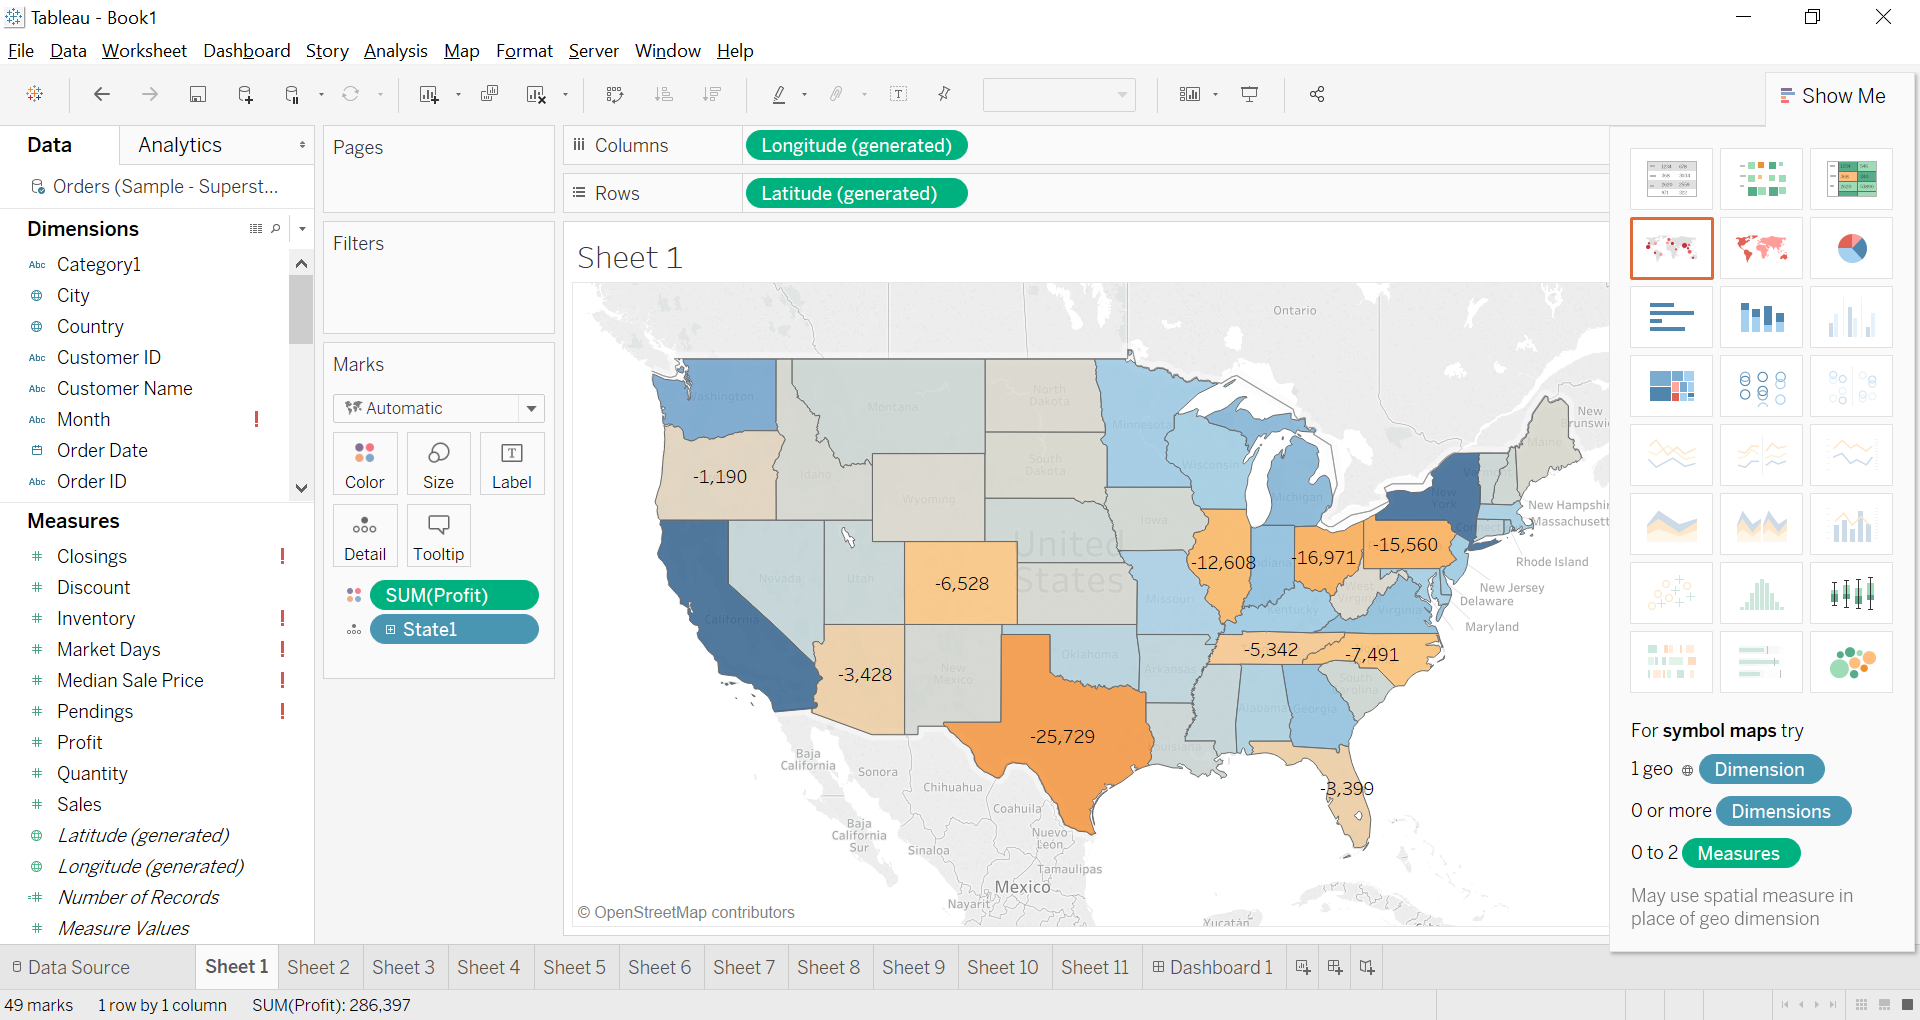 Tableau - Book1
File Data Worksheet Dashboard Story Analysis Map Format Server Window Help
Show Me
Data
Analytics
Orders (Sample - Superst...
Dimensions
Abc Category1
City
Country
Abc Customer ID
Abc Customer Name
Abc Month !
Order Date
Abc Order ID
Measures
# Closings !
# Discount
# Inventory !
# Market Days !
# Median Sale Price !
# Pendings !
# Profit
# Quantity
# Sales
Latitude (generated)
Longitude (generated)
=# Number of Records
# Measure Values
Pages
Filters
Marks
Automatic
Color
Size
Label
Detail
Tooltip
SUM(Profit)
State1
Columns
Longitude (generated)
Rows
Latitude (generated)
Sheet 1
Ontario
Washington
Montana
North
Dakota
Minnesota
New
Brunswi
Maine
-1,190
Idaho
South
Dakota
Wisconsin
Wyoming
Michigan
New
York
New Hampshir
Massachusett
Iowa
United
States
-12,608
-16,971
-15,560
Rhode Island
Nevada
Utah
-6,528
New Jersey
Delaware
Missouri
West
Virginia
Kentucky
Virginia
California
Maryland
-5,342
-7,491
Oklahoma
Arkansas
-3,428
New
Mexico
South
Carolina
Alabama
Georgia
-25,729
Louisiana
-3,399
Baja
California
Sonora
Chihuahua
Coahuila
Baja
California
Sur
Nuevo
León
Sinaloa
Tamaulipas
Mexico
Nayarit
Yucatán
© OpenStreetMap contributors
For symbol maps try
1 geo Dimension
0 or more Dimensions
0 to 2 Measures
May use spatial measure in
place of geo dimension
Data Source
Sheet 1
Sheet 2
Sheet 3
Sheet 4
Sheet 5
Sheet 6
Sheet 7
Sheet 8
Sheet 9
Sheet 10
Sheet 11
Dashboard 1
49 marks
1 row by 1 column
SUM(Profit): 286,397